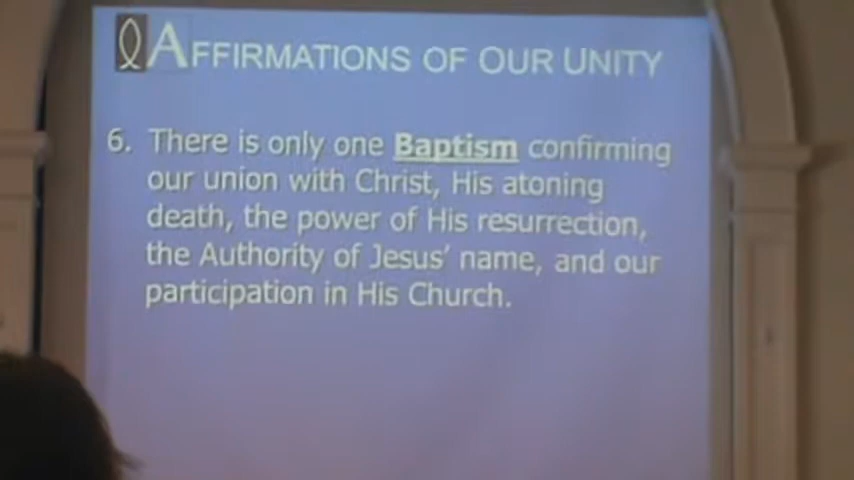 AFFIRMATIONS OF OUR UNITY
6. There is only one Baptism confirming
our union with Christ, His atoning
death, the power of His resurrection,
the Authority of Jesus' name, and our
participation in His Church.